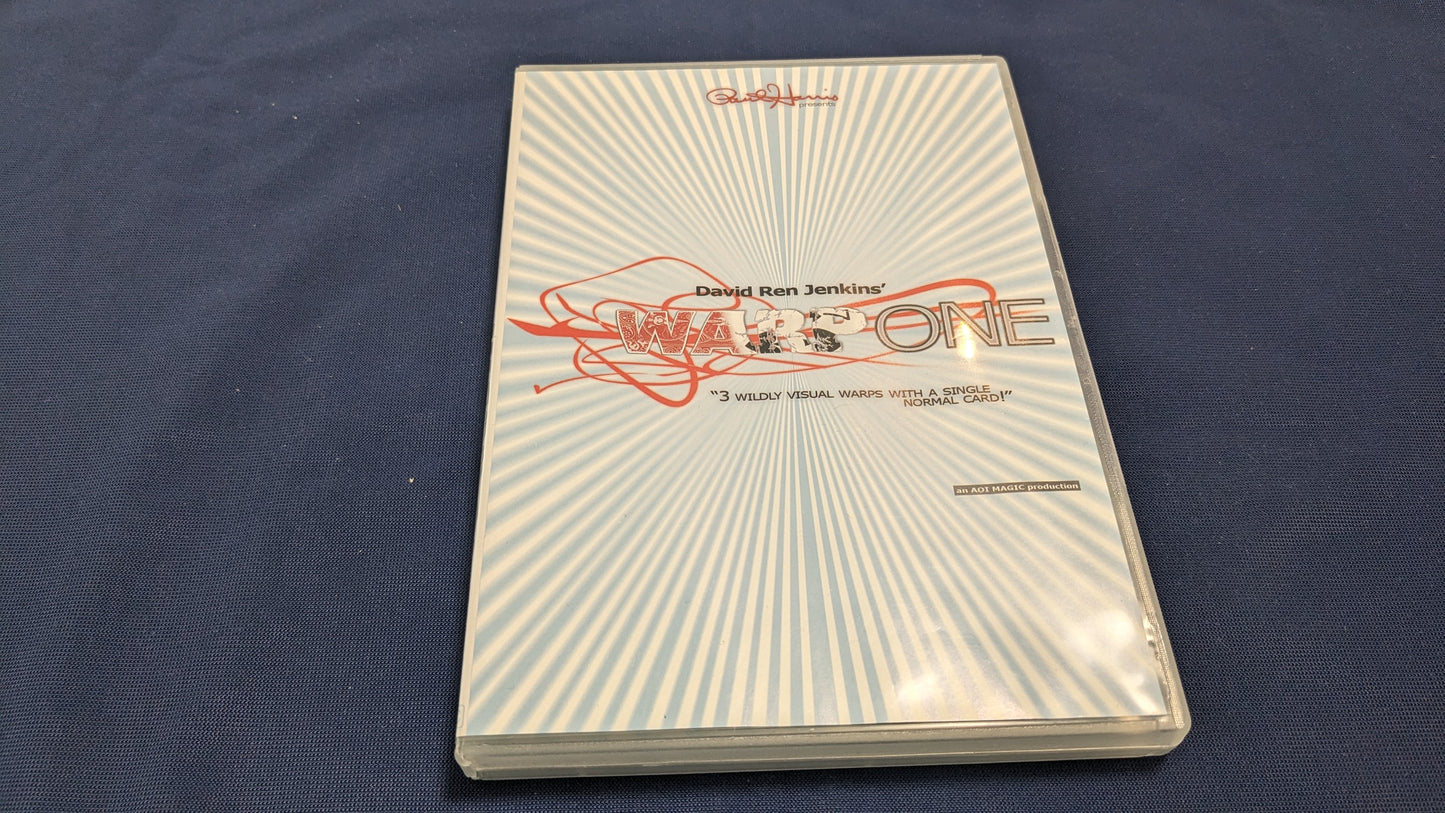 Paul Harris
presents
David Ren Jenkins'
WARP ONE
"3 WILDLY VISUAL WARPS WITH A SINGLE
NORMAL CARD!"
an AOI MAGIC production